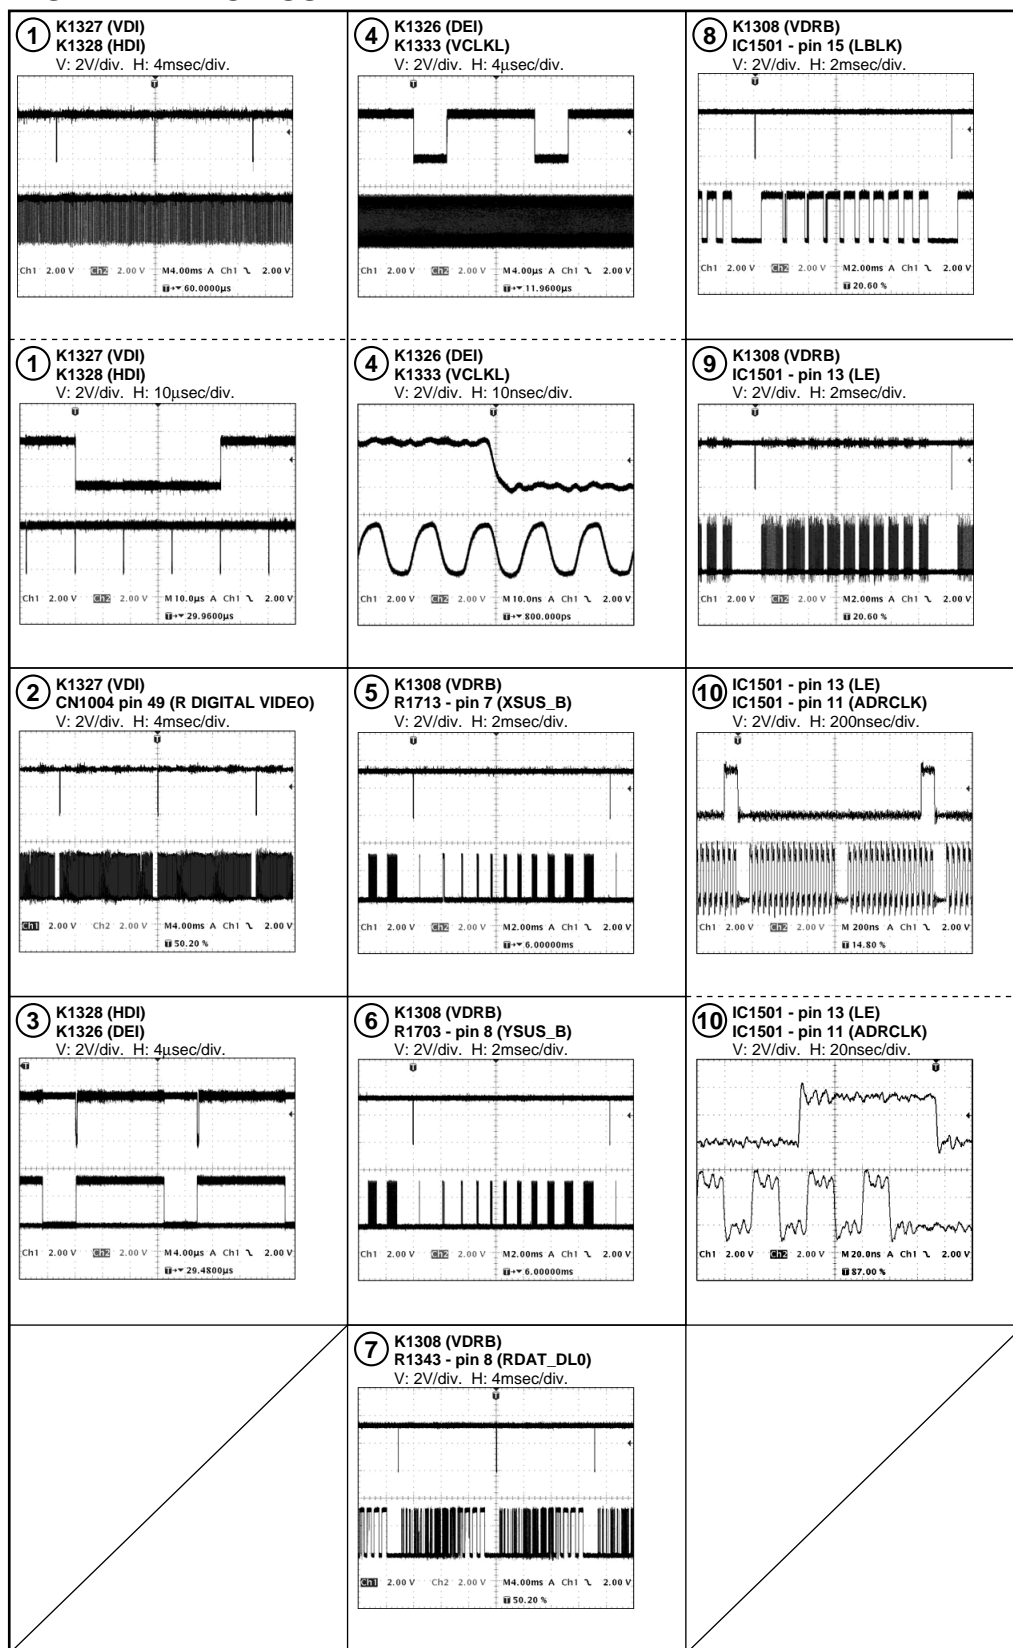 1
K1327 (VDI)
K1328 (HDI)
V: 2V/div. H: 4msec/div.
Ch1 2.00 V Ch2 2.00 V M4.00ms A Ch1 2.00 V
60.0000µs
1
K1327 (VDI)
K1328 (HDI)
V: 2V/div. H: 10µsec/div.
Ch1 2.00 V Ch2 2.00 V M10.0µs A Ch1 2.00 V
29.9600µs
2
K1327 (VDI)
CN1004 pin 49 (R DIGITAL VIDEO)
V: 2V/div. H: 4msec/div.
Ch1 2.00 V Ch2 2.00 V M4.00ms A Ch1 2.00 V
50.20 %
3
K1328 (HDI)
K1326 (DEI)
V: 2V/div. H: 4µsec/div.
Ch1 2.00 V Ch2 2.00 V M4.00µs A Ch1 2.00 V
29.4800µs
4
K1326 (DEI)
K1333 (VCLKL)
V: 2V/div. H: 4µsec/div.
Ch1 2.00 V Ch2 2.00 V M4.00µs A Ch1 2.00 V
11.9600µs
4
K1326 (DEI)
K1333 (VCLKL)
V: 2V/div. H: 10nsec/div.
Ch1 2.00 V Ch2 2.00 V M10.0ns A Ch1 2.00 V
800.000ps
5
K1308 (VDRB)
R1713 - pin 7 (XSUS_B)
V: 2V/div. H: 2msec/div.
Ch1 2.00 V Ch2 2.00 V M2.00ms A Ch1 2.00 V
6.00000ms
6
K1308 (VDRB)
R1703 - pin 8 (YSUS_B)
V: 2V/div. H: 2msec/div.
Ch1 2.00 V Ch2 2.00 V M2.00ms A Ch1 2.00 V
6.00000ms
7
K1308 (VDRB)
R1343 - pin 8 (RDAT_DL0)
V: 2V/div. H: 4msec/div.
Ch1 2.00 V Ch2 2.00 V M4.00ms A Ch1 2.00 V
50.20 %
8
K1308 (VDRB)
IC1501 - pin 15 (LBLK)
V: 2V/div. H: 2msec/div.
Ch1 2.00 V Ch2 2.00 V M2.00ms A Ch1 2.00 V
20.60 %
9
K1308 (VDRB)
IC1501 - pin 13 (LE)
V: 2V/div. H: 2msec/div.
Ch1 2.00 V Ch2 2.00 V M2.00ms A Ch1 2.00 V
20.60 %
10
IC1501 - pin 13 (LE)
IC1501 - pin 11 (ADRCLK)
V: 2V/div. H: 200nsec/div.
Ch1 2.00 V Ch2 2.00 V M 200ns A Ch1 2.00 V
14.80 %
10
IC1501 - pin 13 (LE)
IC1501 - pin 11 (ADRCLK)
V: 2V/div. H: 20nsec/div.
Ch1 2.00 V Ch2 2.00 V M20.0ns A Ch1 2.00 V
87.00 %